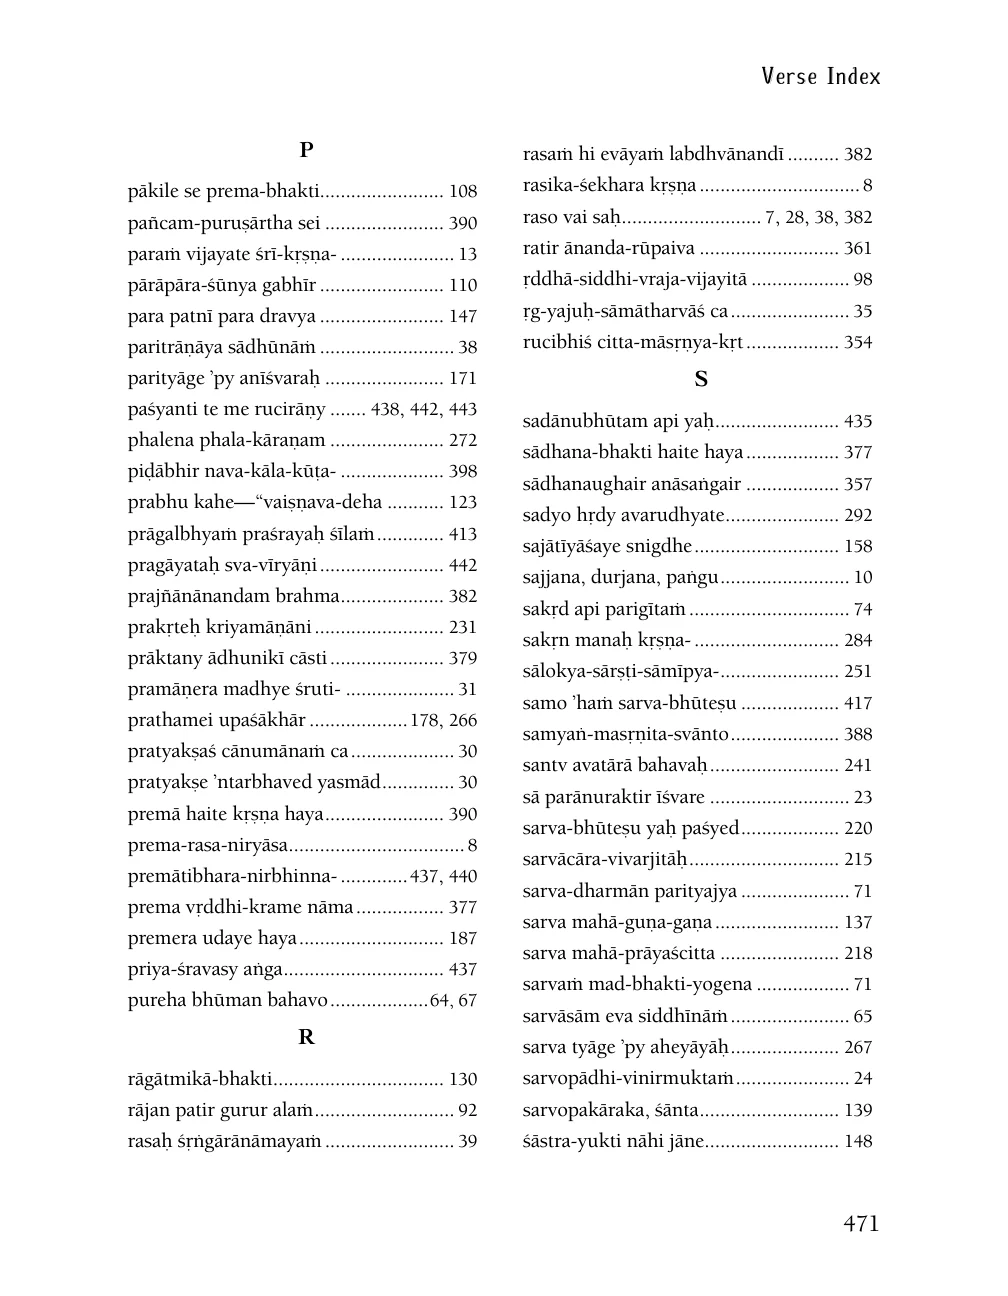 Verse Index
P
pākile se prema-bhakti........................ 108
pañcam-puruṣārtha sei ....................... 390
paraṁ vijayate śrī-kṛṣṇa- ...................... 13
pārāpāra-śūnya gabhīr ........................ 110
para patnī para dravya ........................ 147
paritrāṇāya sādhūnāṁ .......................... 38
parityāge ’py anīśvaraḥ ....................... 171
paśyanti te me rucirāṇy ....... 438, 442, 443
phalena phala-kāraṇam ...................... 272
piḍābhir nava-kāla-kūṭa- .................... 398
prabhu kahe—“vaiṣṇava-deha ........... 123
prāgalbhyaṁ praśrayaḥ śīlaṁ............. 413
pragāyataḥ sva-vīryāṇi........................ 442
prajñānānandam brahma.................... 382
prakṛteḥ kriyamāṇāni ......................... 231
prāktany ādhunikī cāsti ...................... 379
pramāṇera madhye śruti- ..................... 31
prathamei upaśākhār ................... 178, 266
pratyakṣaś cānumānaṁ ca.................... 30
pratyakṣe ’ntarbhaved yasmād.............. 30
premā haite kṛṣṇa haya....................... 390
prema-rasa-niryāsa.................................. 8
premātibhara-nirbhinna- ............. 437, 440
prema vṛddhi-krame nāma................. 377
premera udaye haya............................ 187
priya-śravasy aṅga............................... 437
pureha bhūman bahavo................... 64, 67
R
rāgātmikā-bhakti................................. 130
rājan patir gurur alaṁ........................... 92
rasaḥ śṛṅgārānāmayaṁ ......................... 39
rasaṁ hi evāyaṁ labdhvānandī .......... 382
rasika-śekhara kṛṣṇa ............................... 8
raso vai saḥ........................... 7, 28, 38, 382
ratir ānanda-rūpaiva ........................... 361
ṛddhā-siddhi-vraja-vijayitā ................... 98
ṛg-yajuḥ-sāmātharvāś ca....................... 35
rucibhiś citta-māsṛṇya-kṛt .................. 354
S
sadānubhūtam api yaḥ........................ 435
sādhana-bhakti haite haya .................. 377
sādhanaughair anāsaṅgair .................. 357
sadyo hṛdy avarudhyate...................... 292
sajātīyāśaye snigdhe............................ 158
sajjana, durjana, paṅgu......................... 10
sakṛd api parigītaṁ ............................... 74
sakṛn manaḥ kṛṣṇa- ............................ 284
sālokya-sārṣṭi-sāmīpya-....................... 251
samo ’haṁ sarva-bhūteṣu ................... 417
samyaṅ-masṛṇita-svānto..................... 388
santv avatārā bahavaḥ......................... 241
sā parānuraktir īśvare ........................... 23
sarva-bhūteṣu yaḥ paśyed................... 220
sarvācāra-vivarjitāḥ............................. 215
sarva-dharmān parityajya ..................... 71
sarva mahā-guṇa-gaṇa ........................ 137
sarva mahā-prāyaścitta ....................... 218
sarvaṁ mad-bhakti-yogena .................. 71
sarvāsām eva siddhīnāṁ....................... 65
sarva tyāge ’py aheyāyāḥ..................... 267
sarvopādhi-vinirmuktaṁ...................... 24
sarvopakāraka, śānta........................... 139
śāstra-yukti nāhi jāne.......................... 148
471